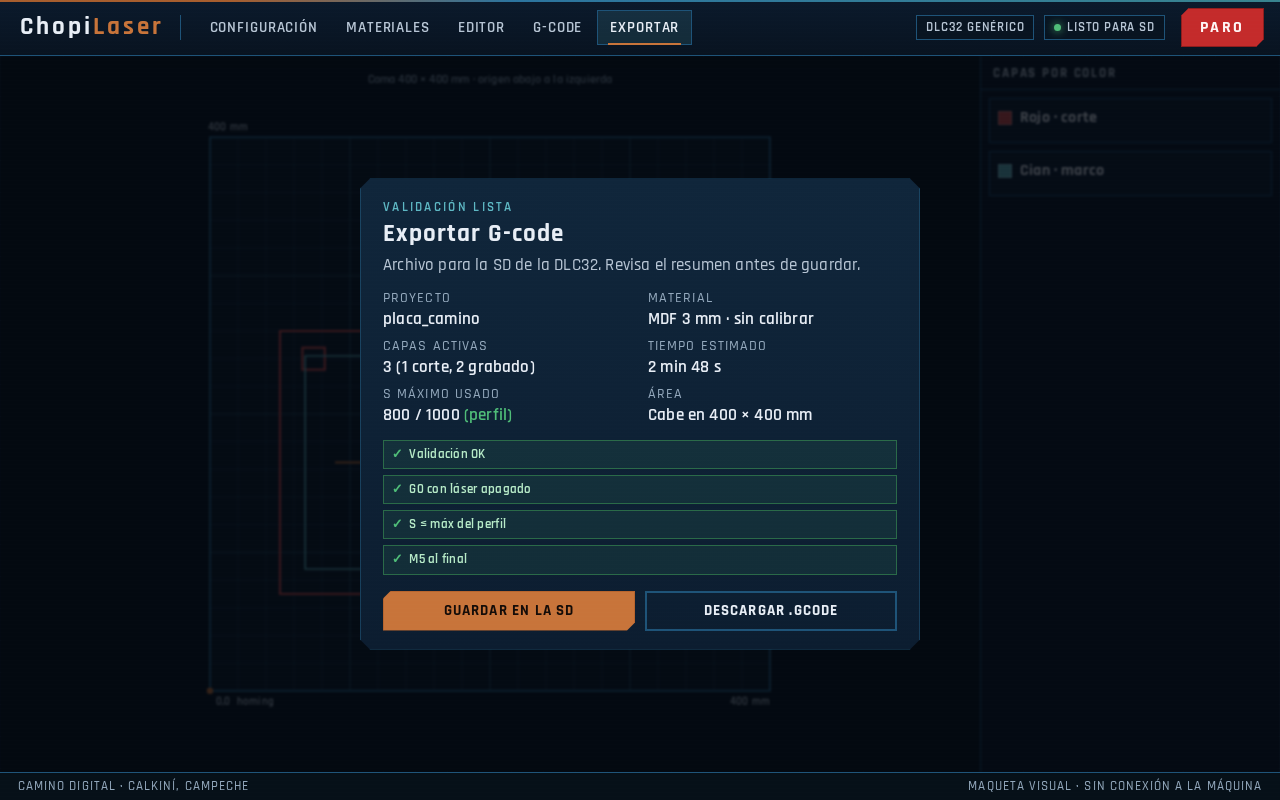 ChopiLaser
CONFIGURACIÓN
MATERIALES
EDITOR
G-CODE
EXPORTAR
DLC32 GENÉRICO
LISTO PARA SD
PARO
Cama 400 × 400 mm · origen abajo a la izquierda
CAPAS POR COLOR
400 mm
Rojo · corte
Cian · marco
VALIDACIÓN LISTA
Exportar G-code
Archivo para la SD de la DLC32. Revisa el resumen antes de guardar.
PROYECTO
placa_camino
MATERIAL
MDF 3 mm · sin calibrar
CAPAS ACTIVAS
3 (1 corte, 2 grabado)
TIEMPO ESTIMADO
2 min 48 s
S MÁXIMO USADO
800 / 1000 (perfil)
ÁREA
Cabe en 400 × 400 mm
✓ Validación OK
✓ G0 con láser apagado
✓ S ≤ máx del perfil
✓ M5 al final
GUARDAR EN LA SD
DESCARGAR .GCODE
0,0 homing
400 mm
CAMINO DIGITAL · CALKINÍ, CAMPECHE
MAQUETA VISUAL · SIN CONEXIÓN A LA MÁQUINA